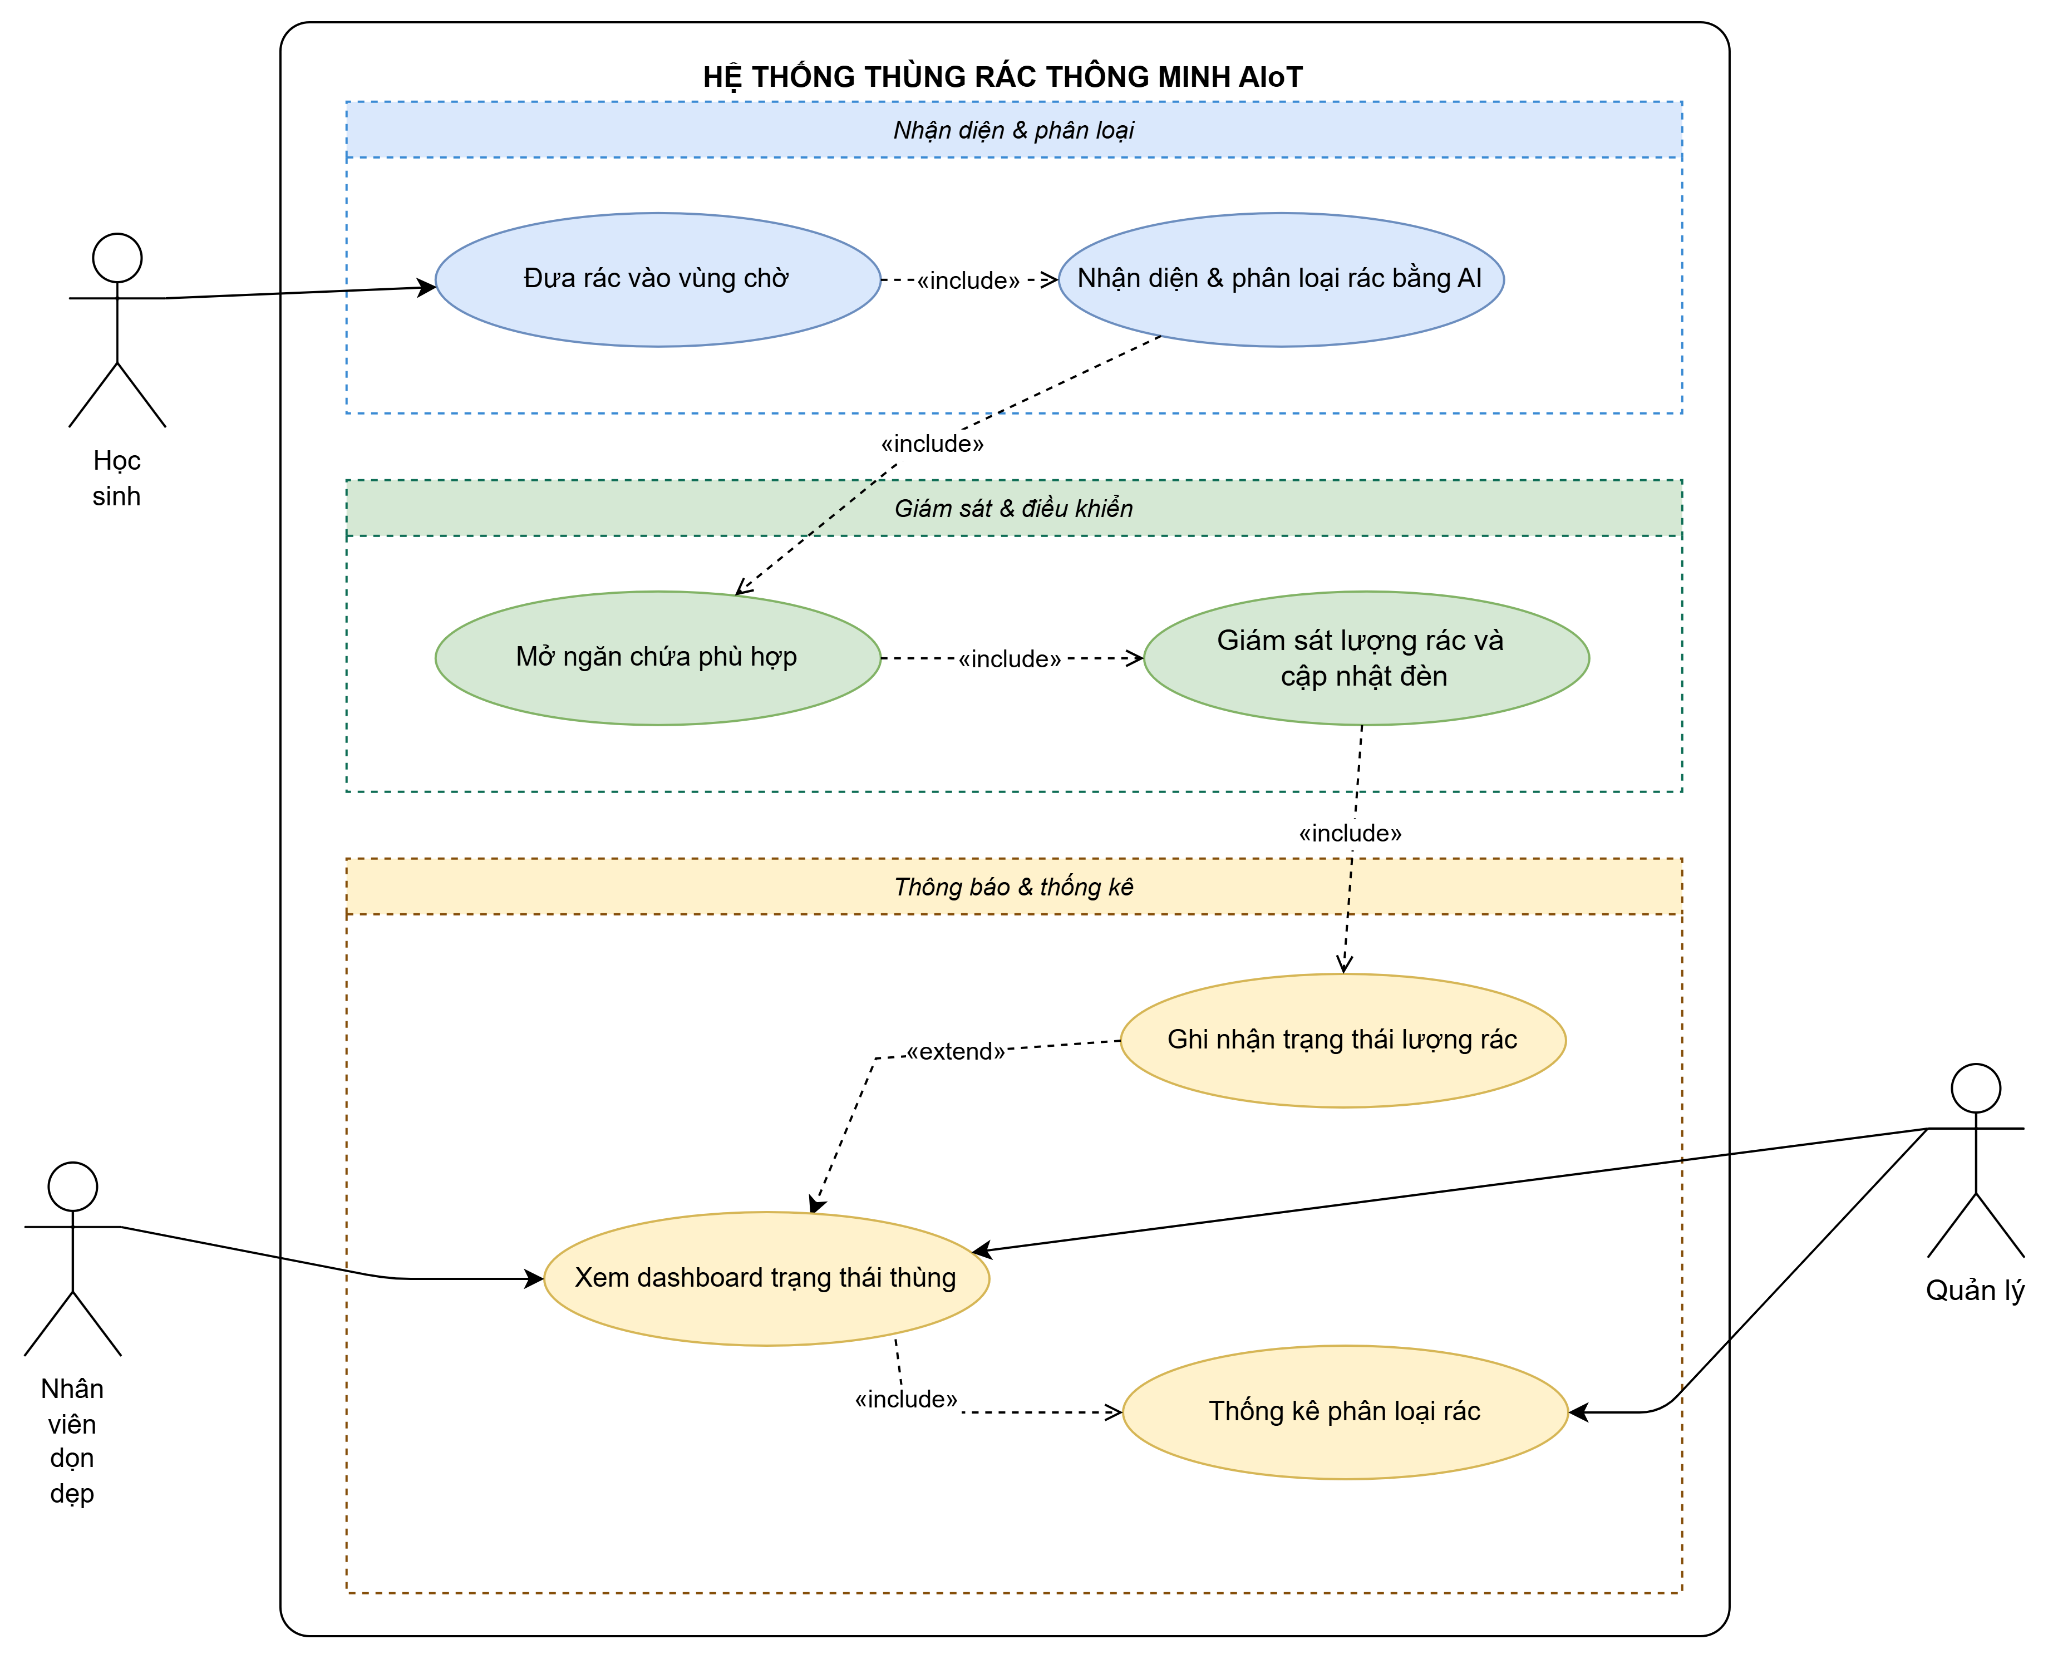 HỆ THỐNG THÙNG RÁC THÔNG MINH AIoT
Nhận diện & phân loại
Đưa rác vào vùng chờ
«include»
Nhận diện & phân loại rác bằng AI
Học
sinh
«include»
Giám sát & điều khiển
Mở ngăn chứa phù hợp
«include»
Giám sát lượng rác và
cập nhật đèn
«include»
Thông báo & thống kê
Ghi nhận trạng thái lượng rác
«extend»
Xem dashboard trạng thái thùng
Quản lý
Nhân
viên
dọn
dẹp
«include»
Thống kê phân loại rác